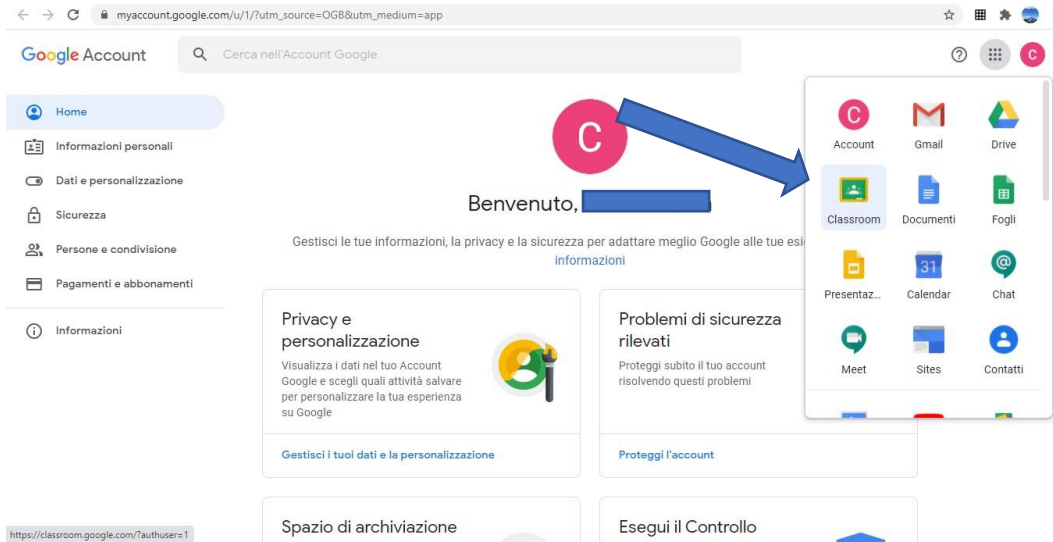 myaccount.google.com/u/1/?utm_source=OGB&utm_medium=app
Google Account
Cerca nell'Account Google
C
Home
Informazioni personali
Dati e personalizzazione
Sicurezza
Persone e condivisione
Pagamenti e abbonamenti
Informazioni
C
Benvenuto,
Gestisci le tue informazioni, la privacy e la sicurezza per adattare meglio Google alle tue esi
informazioni
Privacy e
personalizzazione
Visualizza i dati nel tuo Account
Google e scegli quali attività salvare
per personalizzare la tua esperienza
su Google
Gestisci i tuoi dati e la personalizzazione
Problemi di sicurezza
rilevati
Proteggi subito il tuo account
risolvendo questi problemi
Proteggi l'account
Spazio di archiviazione
Esegui il Controllo
C
Account Gmail Drive
Classroom Documenti Fogli
31
Presentaz... Calendar Chat
Meet Sites Contatti
https://classroom.google.com/?authuser=1